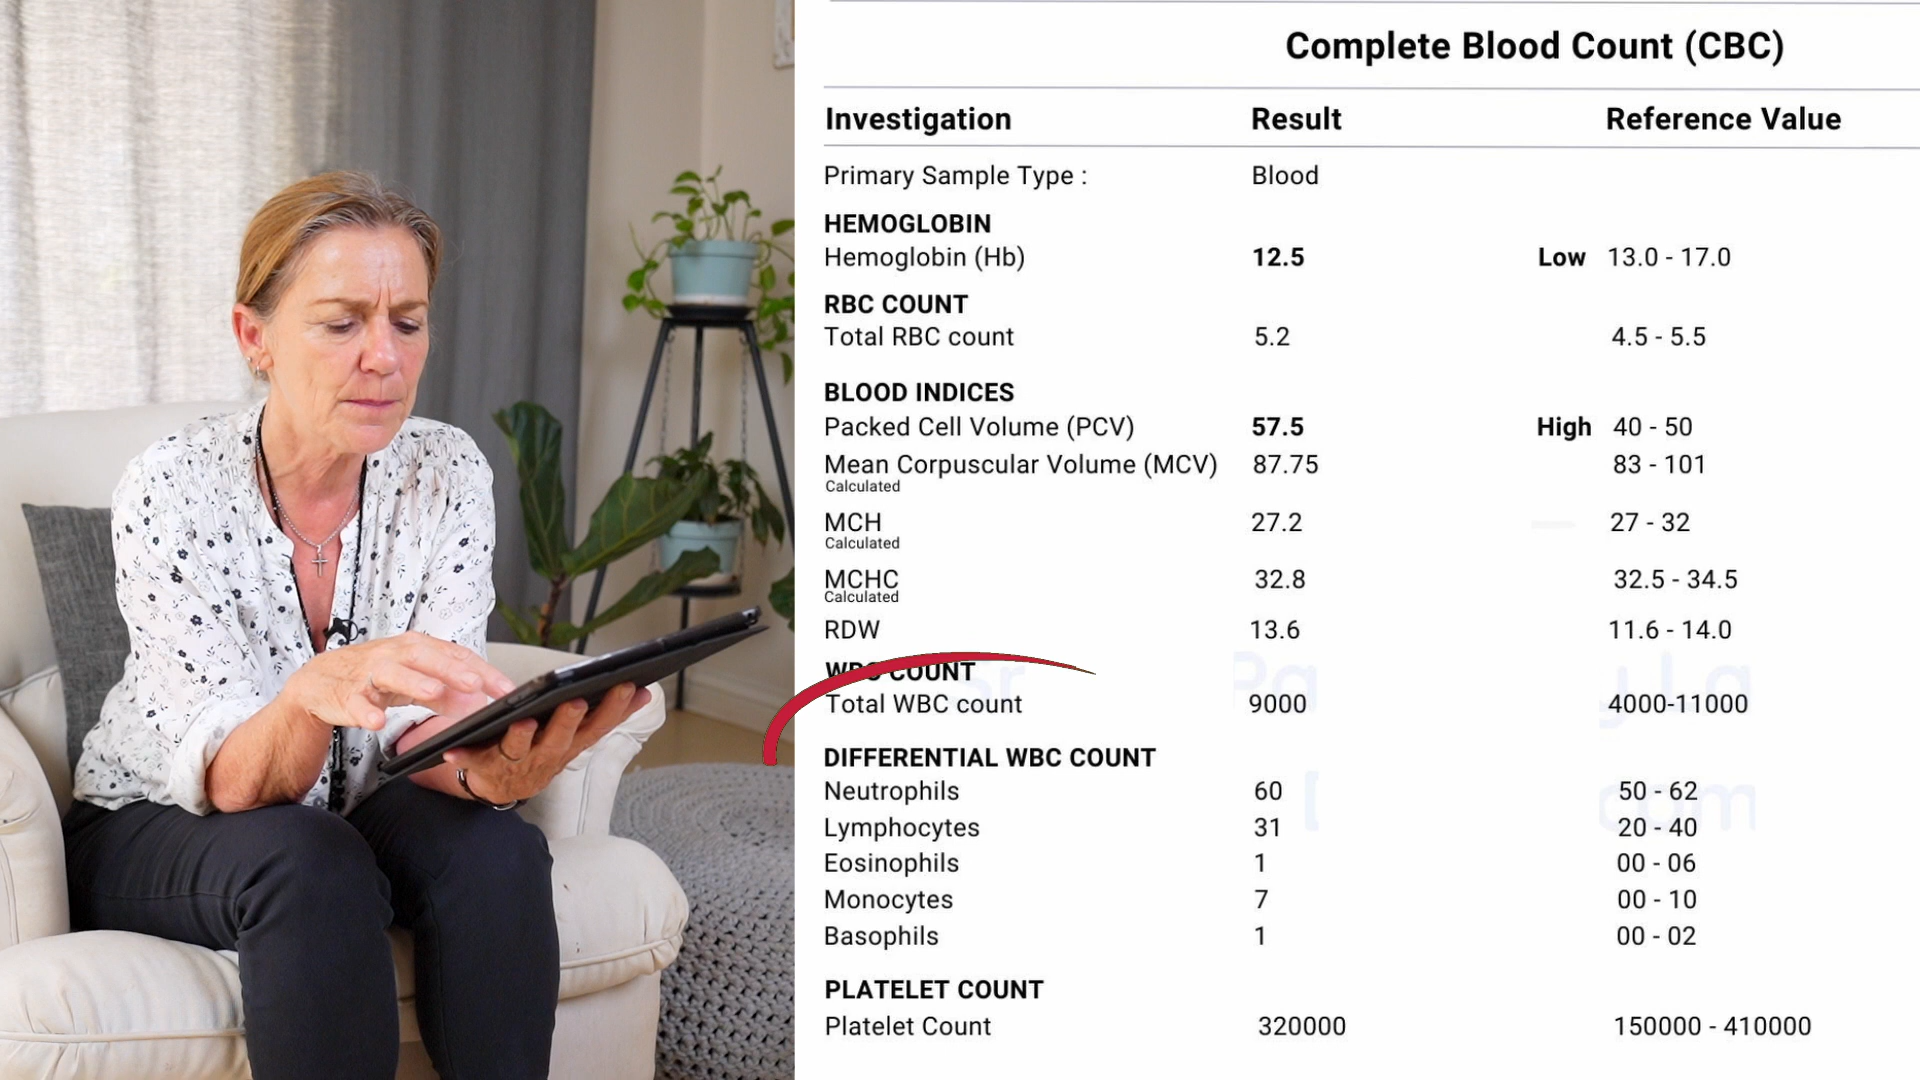 Complete Blood Count (CBC)
Investigation Result Reference Value
Primary Sample Type : Blood
HEMOGLOBIN
Hemoglobin (Hb) 12.5 Low 13.0 - 17.0
RBC COUNT
Total RBC count 5.2 4.5 - 5.5
BLOOD INDICES
Packed Cell Volume (PCV) 57.5 High 40 - 50
Mean Corpuscular Volume (MCV) 87.75 83 - 101
Calculated
MCH 27.2 27 - 32
Calculated
MCHC 32.8 32.5 - 34.5
Calculated
RDW 13.6 11.6 - 14.0
WBC COUNT
Total WBC count 9000 4000-11000
DIFFERENTIAL WBC COUNT
Neutrophils 60 50 - 62
Lymphocytes 31 20 - 40
Eosinophils 1 00 - 06
Monocytes 7 00 - 10
Basophils 1 00 - 02
PLATELET COUNT
Platelet Count 320000 150000 - 410000